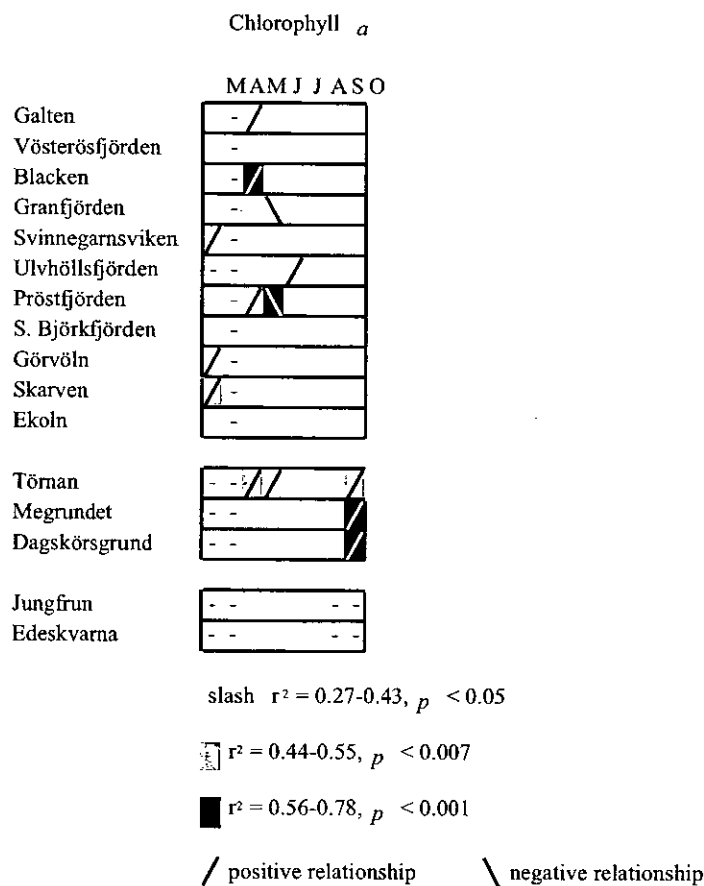 Chlorophyll a
M A M J J A S O
Galten -
Vösterösfjörden -
Blacken -
Granfjörden -
Svinnegarnsviken -
Ulvhöllsfjörden - -
Pröstfjörden -
S. Björkfjörden -
Görvöln -
Skarven -
Ekoln -
Törnan - -
Megrundet - -
Dagskörsgrund - -
Jungfrun - - - -
Edeskvarna - - - -
slash r² = 0.27-0.43, p < 0.05
r² = 0.44-0.55, p < 0.007
r² = 0.56-0.78, p < 0.001
/ positive relationship \ negative relationship